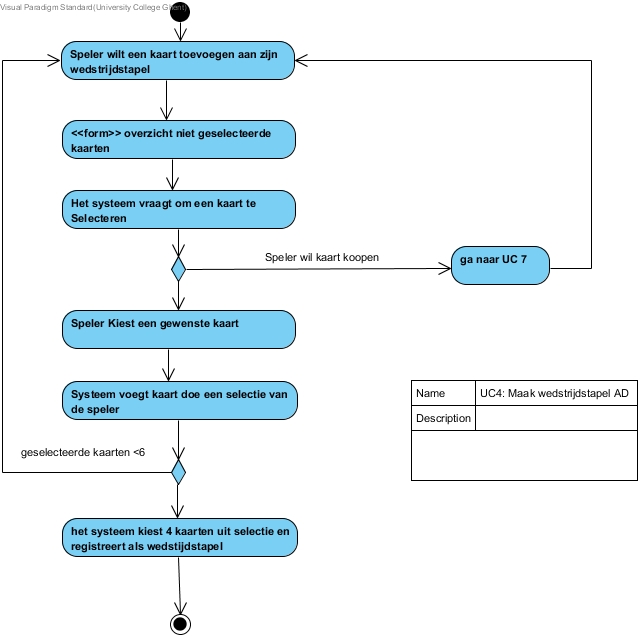 Visual Paradigm Standard(University College Ghent)
Speler wilt een kaart toevoegen aan zijn
wedstrijdstapel
<<form>> overzicht niet geselecteerde
kaarten
Het systeem vraagt om een kaart te
Selecteren
Speler wil kaart koopen
ga naar UC 7
Speler Kiest een gewenste kaart
Systeem voegt kaart doe een selectie van
de speler
Name
UC4: Maak wedstrijdstapel AD
Description
geselecteerde kaarten <6
het systeem kiest 4 kaarten uit selectie en
registreert als wedstijdstapel